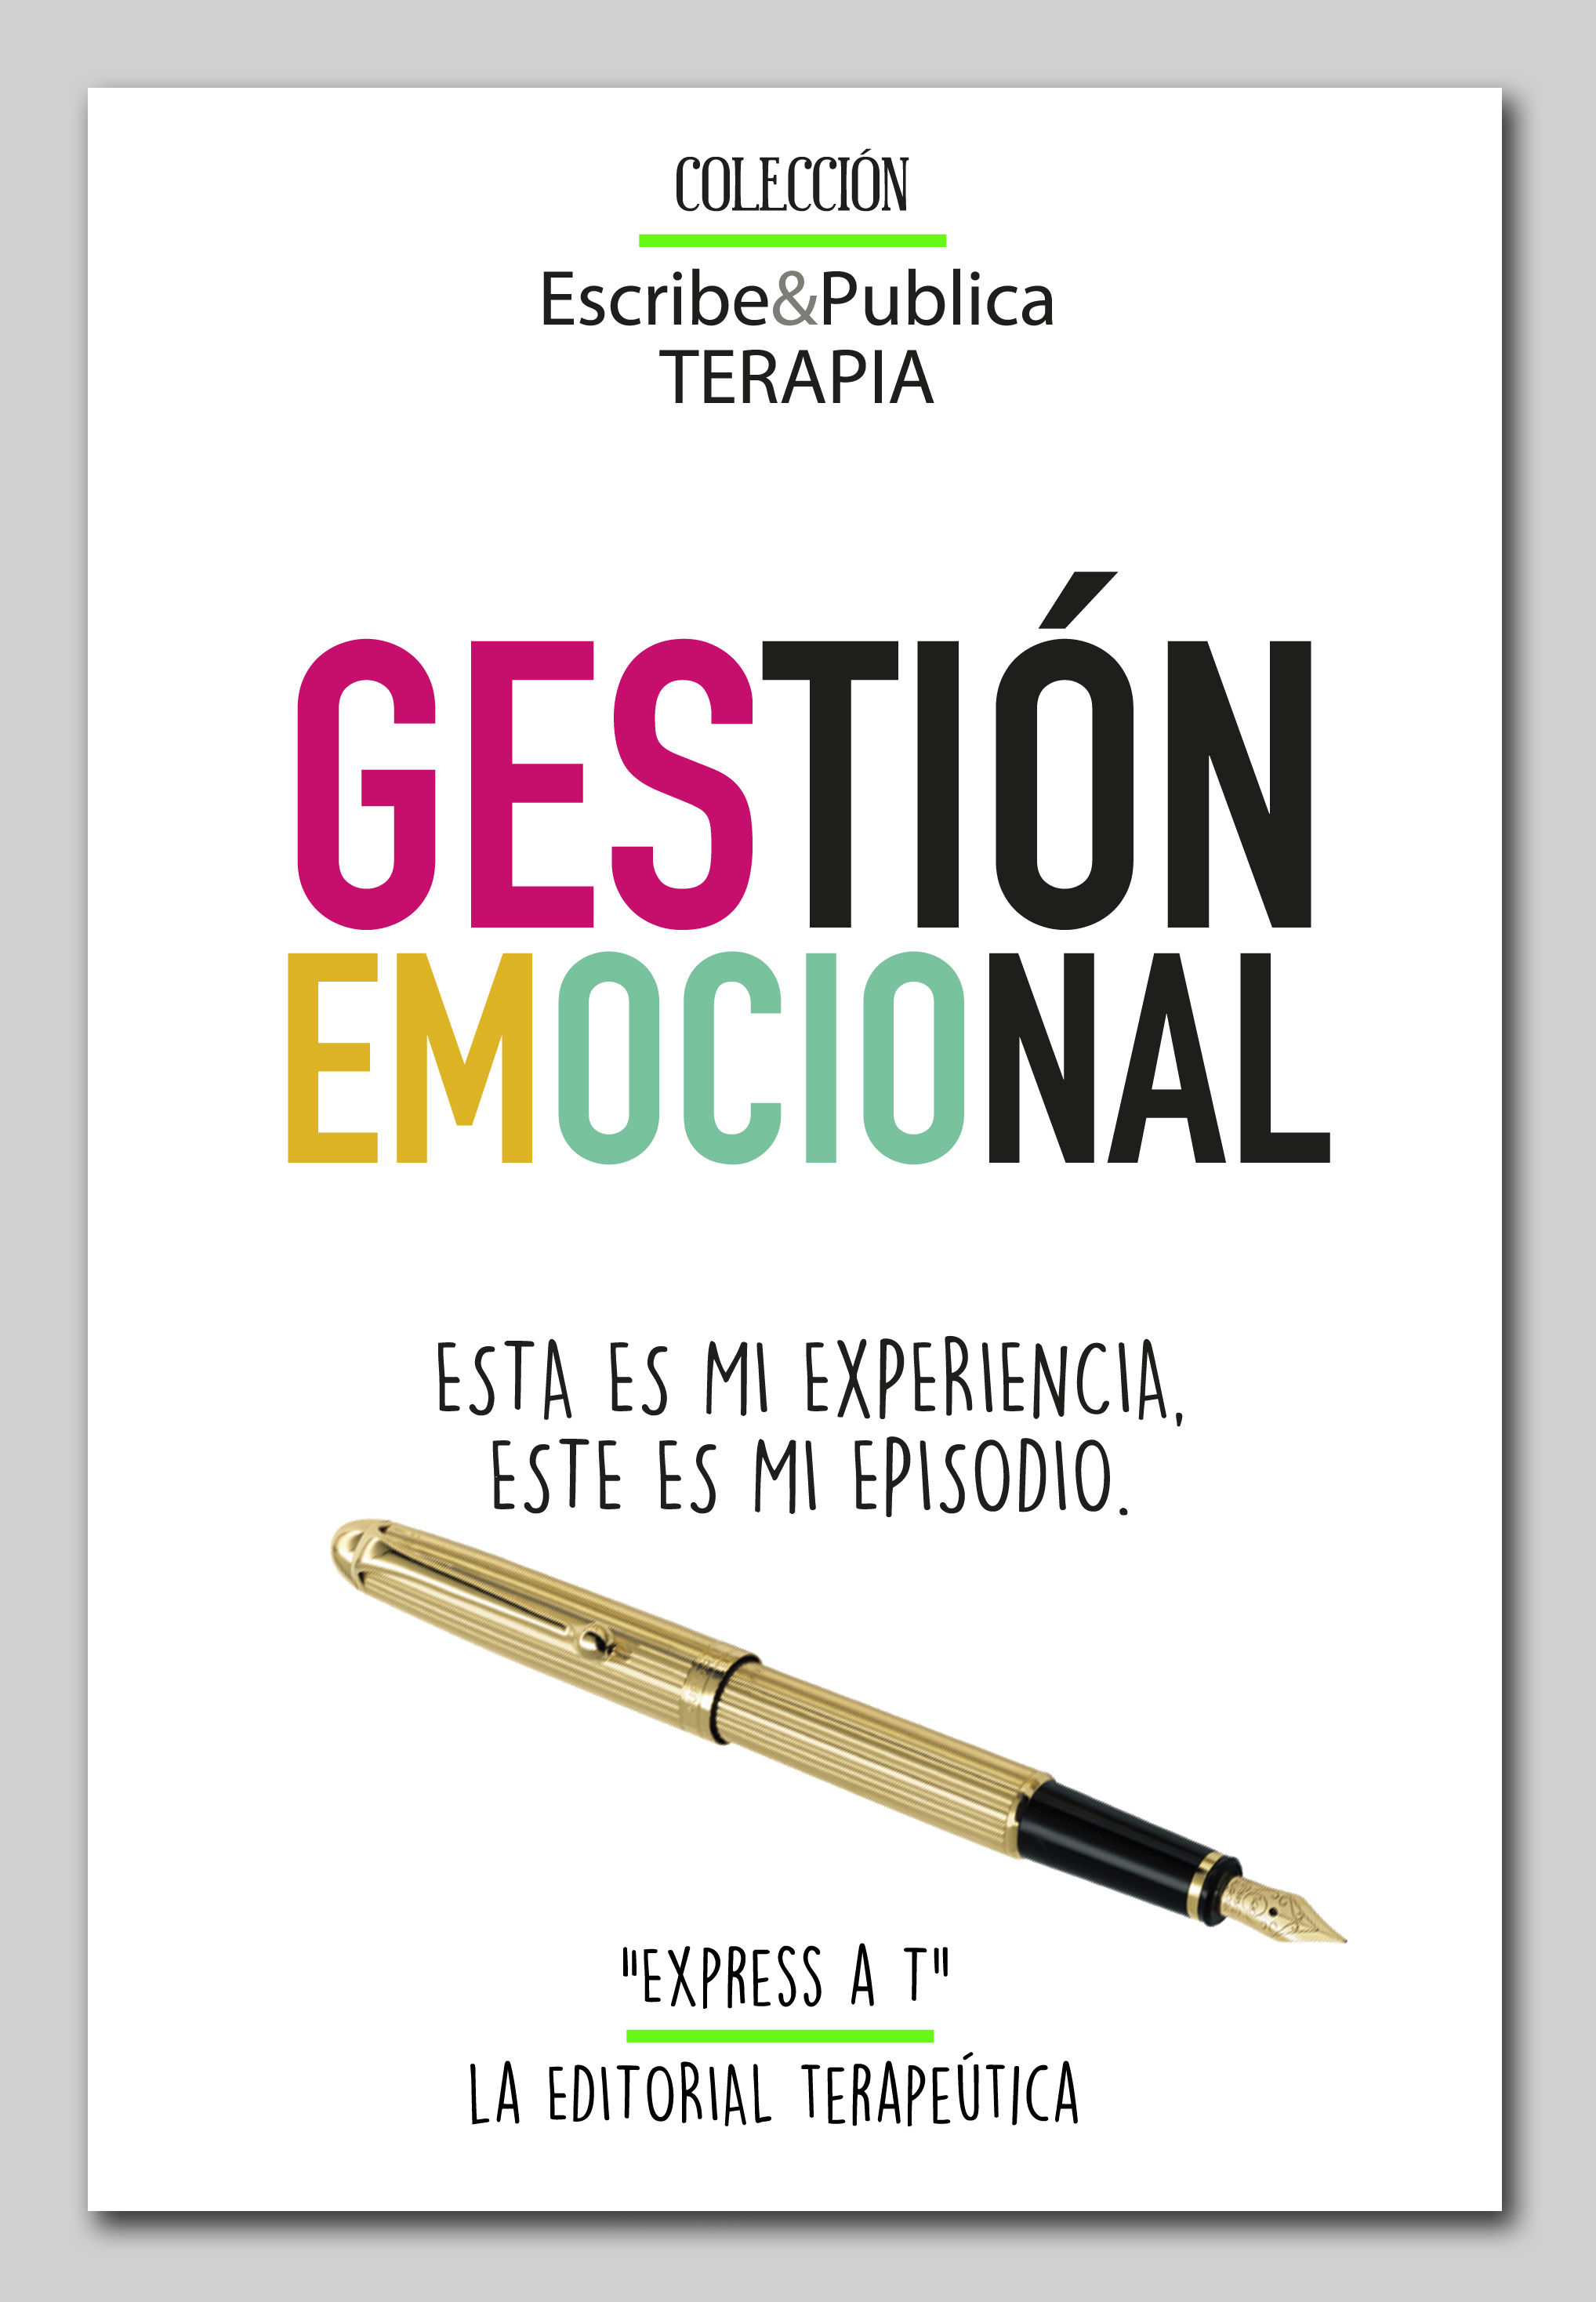 COLECCIÓN
Escribe&Publica
TERAPIA
GESTIÓN
EMOCIONAL
ESTA ES MI EXPERIENCIA,
ESTE ES MI EPISODIO.
"EXPRESS A T"
LA EDITORIAL TERAPEÚTICA